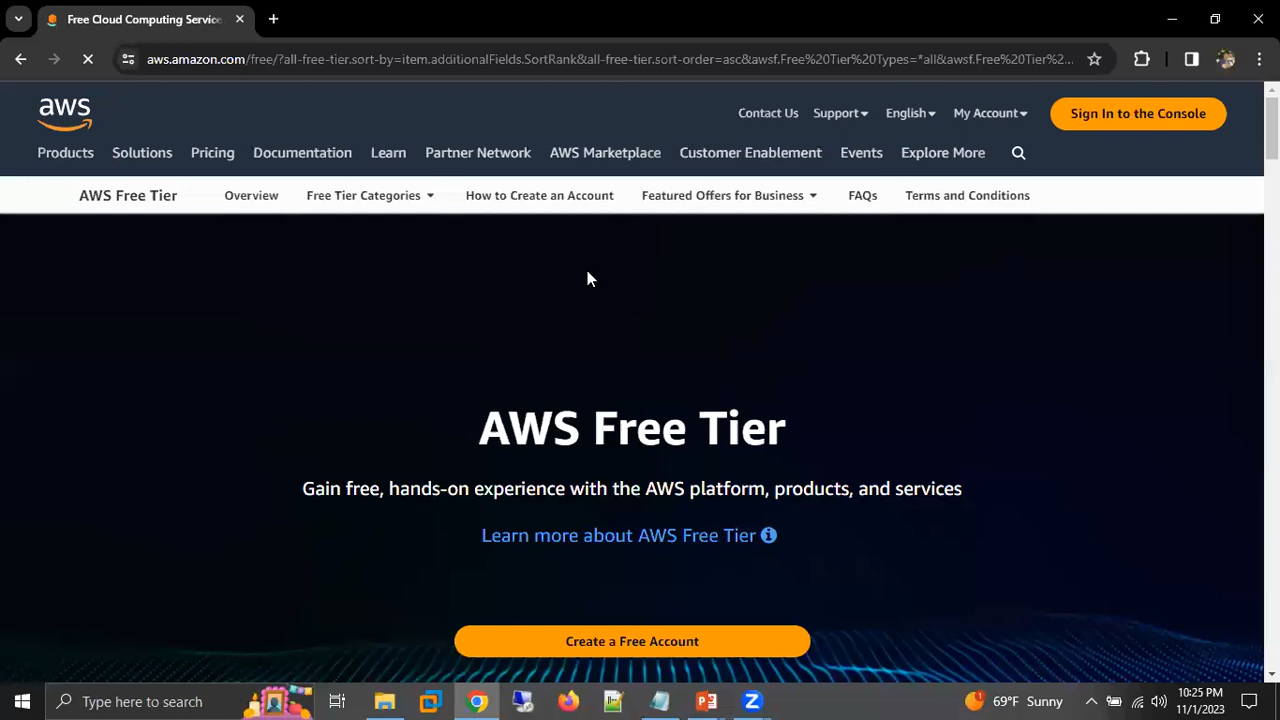 Free Cloud Computing Service
aws.amazon.com/free/?all-free-tier.sort-by=item.additionalFields.SortRank&all-free-tier.sort-order=asc&awsf.Free%20Tier%20Types=*all&awsf.Free%20Tier%2...
aws
Contact Us Support English My Account Sign In to the Console
Products Solutions Pricing Documentation Learn Partner Network AWS Marketplace Customer Enablement Events Explore More
AWS Free Tier Overview Free Tier Categories How to Create an Account Featured Offers for Business FAQs Terms and Conditions
AWS Free Tier
Gain free, hands-on experience with the AWS platform, products, and services
Learn more about AWS Free Tier
Create a Free Account
Type here to search
1
69°F Sunny
10:25 PM
11/1/2023